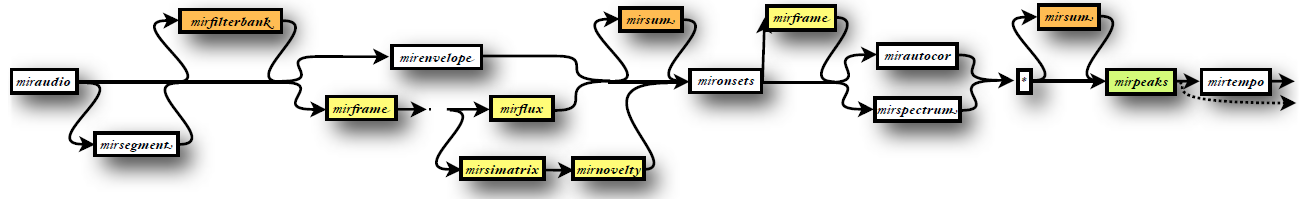 miraudio
mirfilterbank
mirsegment
mirenvelope
mirframe
mirflux
mirsimatrix
mirnovelty
mirsum
mironsets
mirframe
mirautocor
mirspectrum
*
mirsum
mirpeaks
mirtempo